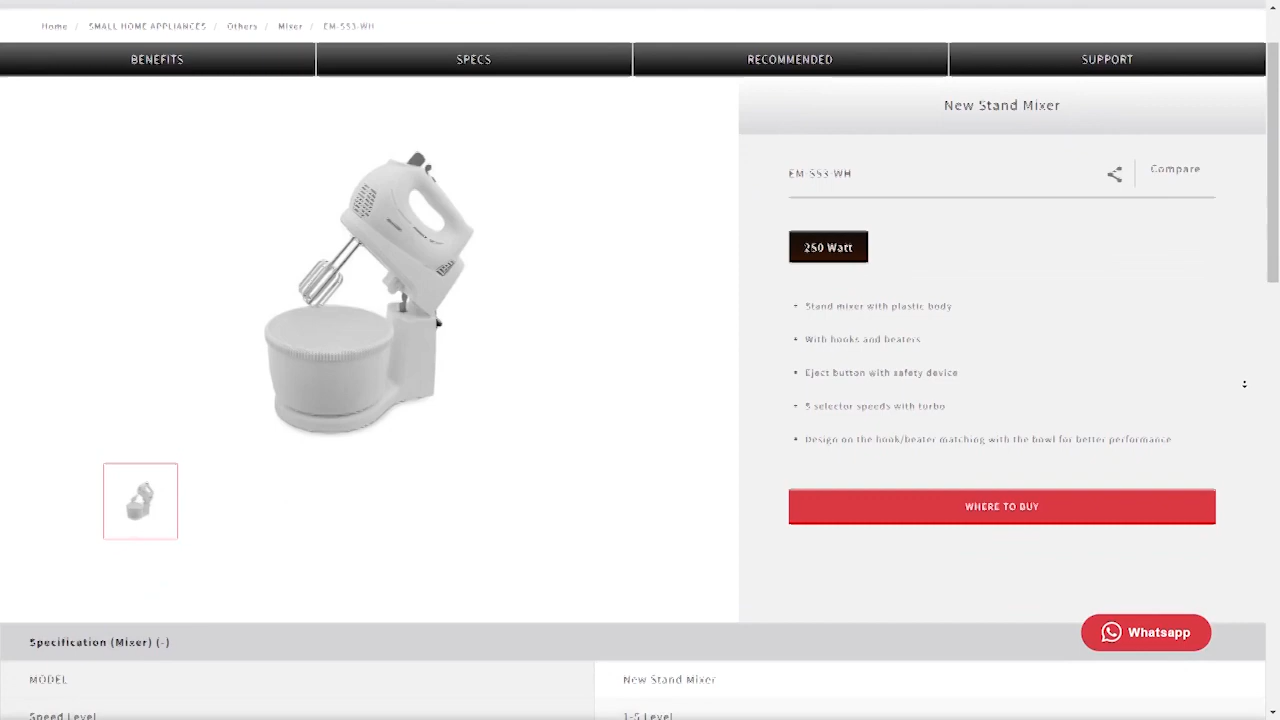 Home / SMALL HOME APPLIANCES / Others / Mixer / EM-S53-WH
BENEFITS
SPECS
RECOMMENDED
SUPPORT
New Stand Mixer
EM-S53-WH
Compare
250 Watt
Stand mixer with plastic body
With hooks and beaters
Eject button with safety device
5 selector speeds with turbo
Design on the hook/beater matching with the bowl for better performance
WHERE TO BUY
Whatsapp
Specification (Mixer) (-)
MODEL
New Stand Mixer
Speed Level
1-5 Level